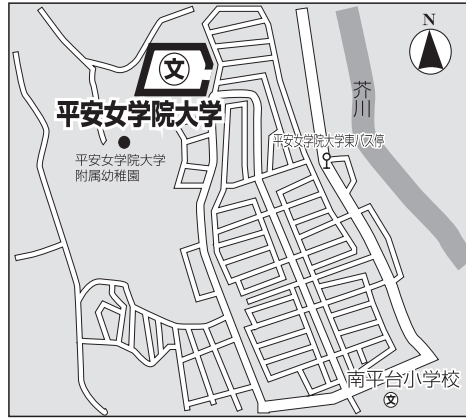 N
文
平安女学院大学
芥川
平安女学院大学東バス停
平安女学院大学
附属幼稚園
南平台小学校
文